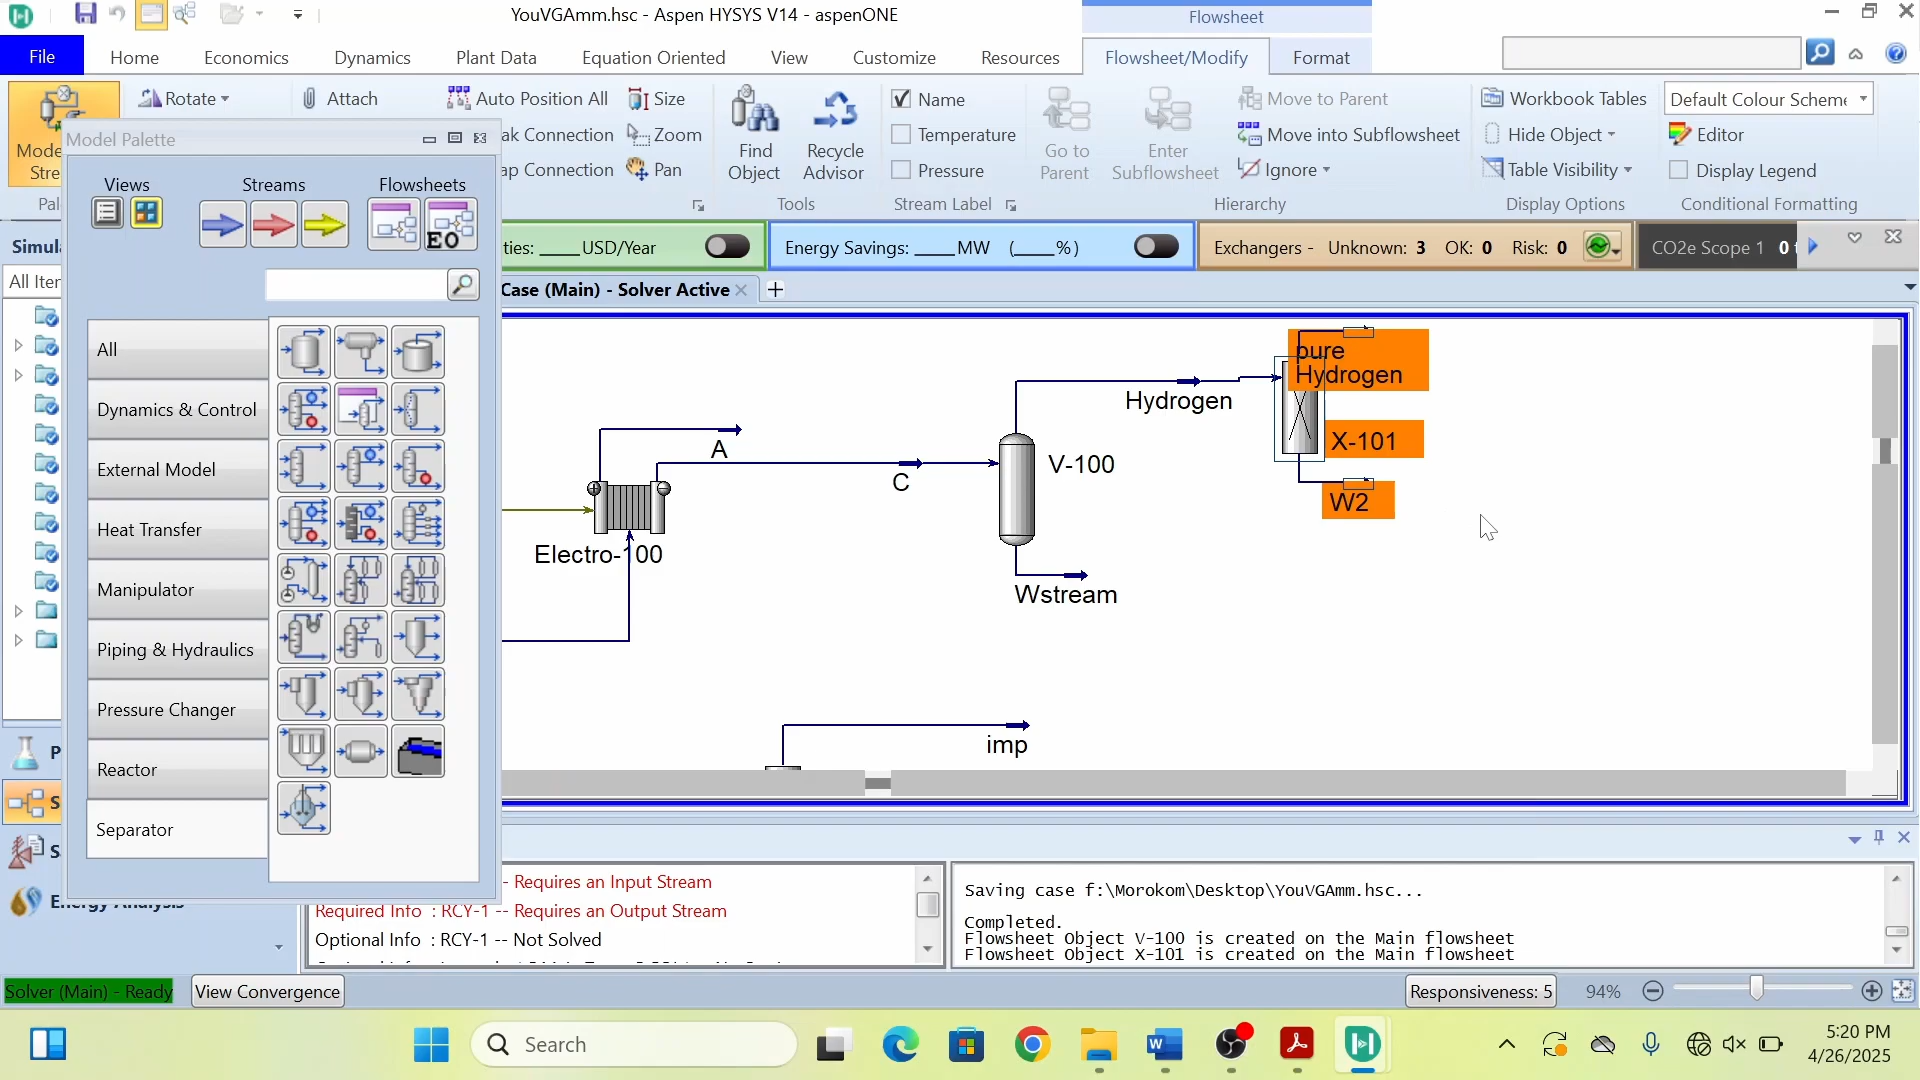 YouVGAmm.hsc - Aspen HYSYS V14 - aspenONE
Flowsheet
File
Home
Economics
Dynamics
Plant Data
Equation Oriented
View
Customize
Resources
Flowsheet/Modify
Format
Rotate
Attach
Auto Position All
Size
Name
Move to Parent
Workbook Tables
Default Colour Scheme
Zoom
Temperature
Move into Subflowsheet
Hide Object
Editor
Pan
Find Object
Recycle Advisor
Pressure
Go to Parent
Enter Subflowsheet
Ignore
Table Visibility
Display Legend
Connection
Connection
Tools
Stream Label
Hierarchy
Display Options
Conditional Formatting
Model Palette
Views
Streams
Flowsheets
EO
USD/Year
Energy Savings: ____ MW (____%)
Exchangers - Unknown: 3 OK: 0 Risk: 0
CO2e Scope 1 0
Case (Main) - Solver Active
All
Dynamics & Control
External Model
Heat Transfer
Manipulator
Piping & Hydraulics
Pressure Changer
Reactor
Separator
pure
Hydrogen
Hydrogen
X-101
A
C
V-100
W2
Electro-100
Wstream
imp
- Requires an Input Stream
Required Info : RCY-1 -- Requires an Output Stream
Optional Info : RCY-1 -- Not Solved
Saving case f:\Morokom\Desktop\YouVGAmm.hsc...
Completed.
Flowsheet Object V-100 is created on the Main flowsheet
Flowsheet Object X-101 is created on the Main flowsheet
Energy Analysis
Solver (Main) - Ready
View Convergence
Responsiveness: 5
94%
Search
5:20 PM
4/26/2025